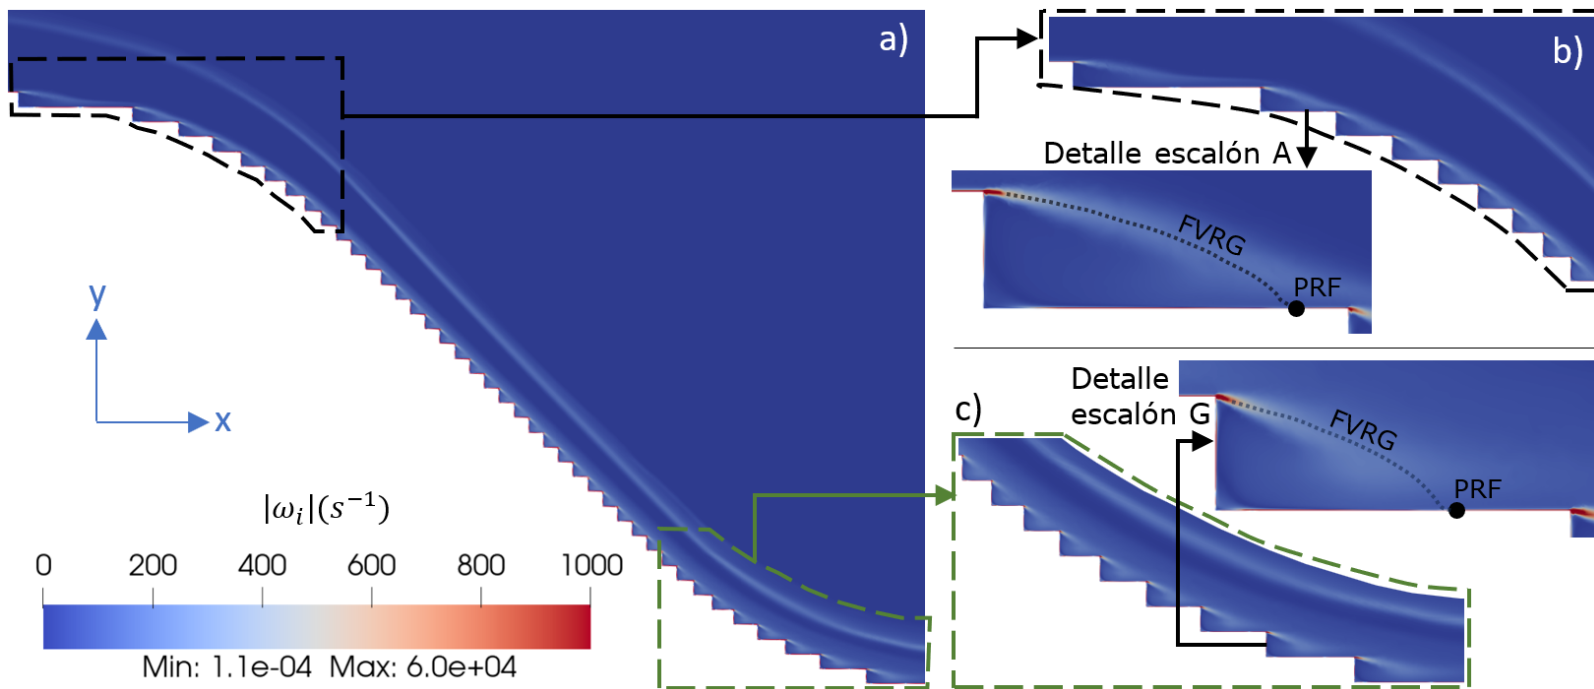 a)
b)
Detalle escalón A
FVRG
PRF
y
x
Detalle
escalón G
c)
FVRG
PRF
|ω_i|(s⁻¹)
0 200 400 600 800 1000
Min: 1.1e-04 Max: 6.0e+04